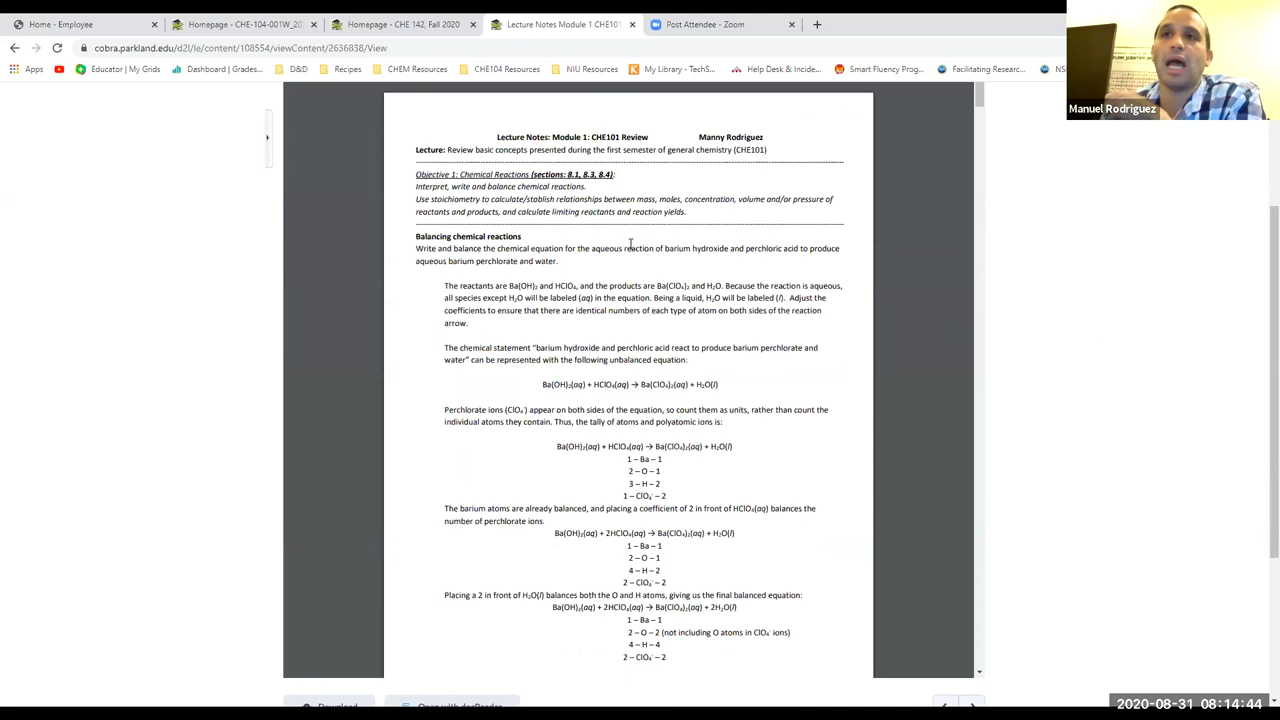 Home - Employee
Homepage - CHE-104-001W_20
Homepage - CHE 142, Fall 2020
Lecture Notes Module 1 CHE101
Post Attendee - Zoom
cobra.parkland.edu/d2l/le/content/108554/viewContent/2636838/View
Apps
Educator | My Grids
Dashboard | Grades...
D&D
Recipes
CHEM Resources
CHE104 Resources
NIU Resources
My Library - TechS...
Help Desk & Incide...
Smart Fluency Prog...
Facilitating Researc...
Manuel Rodriguez
Lecture Notes: Module 1: CHE101 Review Manny Rodriguez
Lecture: Review basic concepts presented during the first semester of general chemistry (CHE101)
Objective 1: Chemical Reactions (sections: 8.1, 8.3, 8.4):
Interpret, write and balance chemical reactions.
Use stoichiometry to calculate/stablish relationships between mass, moles, concentration, volume and/or pressure of
reactants and products, and calculate limiting reactants and reaction yields.
Balancing chemical reactions
Write and balance the chemical equation for the aqueous reaction of barium hydroxide and perchloric acid to produce
aqueous barium perchlorate and water.
The reactants are Ba(OH)₂ and HClO₄, and the products are Ba(ClO₄)₂ and H₂O. Because the reaction is aqueous,
all species except H₂O will be labeled (aq) in the equation. Being a liquid, H₂O will be labeled (l). Adjust the
coefficients to ensure that there are identical numbers of each type of atom on both sides of the reaction
arrow.
The chemical statement “barium hydroxide and perchloric acid react to produce barium perchlorate and
water” can be represented with the following unbalanced equation:
Ba(OH)₂(aq) + HClO₄(aq) → Ba(ClO₄)₂(aq) + H₂O(l)
Perchlorate ions (ClO₄⁻) appear on both sides of the equation, so count them as units, rather than count the
individual atoms they contain. Thus, the tally of atoms and polyatomic ions is:
Ba(OH)₂(aq) + HClO₄(aq) → Ba(ClO₄)₂(aq) + H₂O(l)
1 – Ba – 1
2 – O – 1
3 – H – 2
1 – ClO₄⁻ – 2
The barium atoms are already balanced, and placing a coefficient of 2 in front of HClO₄(aq) balances the
number of perchlorate ions.
Ba(OH)₂(aq) + 2HClO₄(aq) → Ba(ClO₄)₂(aq) + H₂O(l)
1 – Ba – 1
2 – O – 1
4 – H – 2
2 – ClO₄⁻ – 2
Placing a 2 in front of H₂O(l) balances both the O and H atoms, giving us the final balanced equation:
Ba(OH)₂(aq) + 2HClO₄(aq) → Ba(ClO₄)₂(aq) + 2H₂O(l)
1 – Ba – 1
2 – O – 2 (not including O atoms in ClO₄⁻ ions)
4 – H – 4
2 – ClO₄⁻ – 2
Download
Open with docReader
2020-08-31 08:14:44